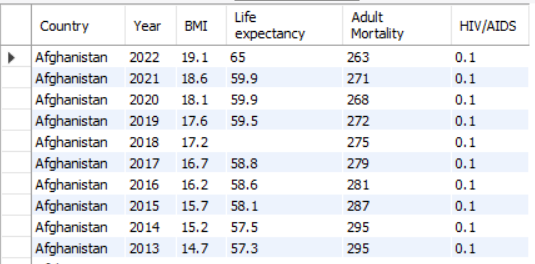 Country Year BMI Life expectancy Adult Mortality HIV/AIDS
Afghanistan 2022 19.1 65 263 0.1
Afghanistan 2021 18.6 59.9 271 0.1
Afghanistan 2020 18.1 59.9 268 0.1
Afghanistan 2019 17.6 59.5 272 0.1
Afghanistan 2018 17.2 275 0.1
Afghanistan 2017 16.7 58.8 279 0.1
Afghanistan 2016 16.2 58.6 281 0.1
Afghanistan 2015 15.7 58.1 287 0.1
Afghanistan 2014 15.2 57.5 295 0.1
Afghanistan 2013 14.7 57.3 295 0.1